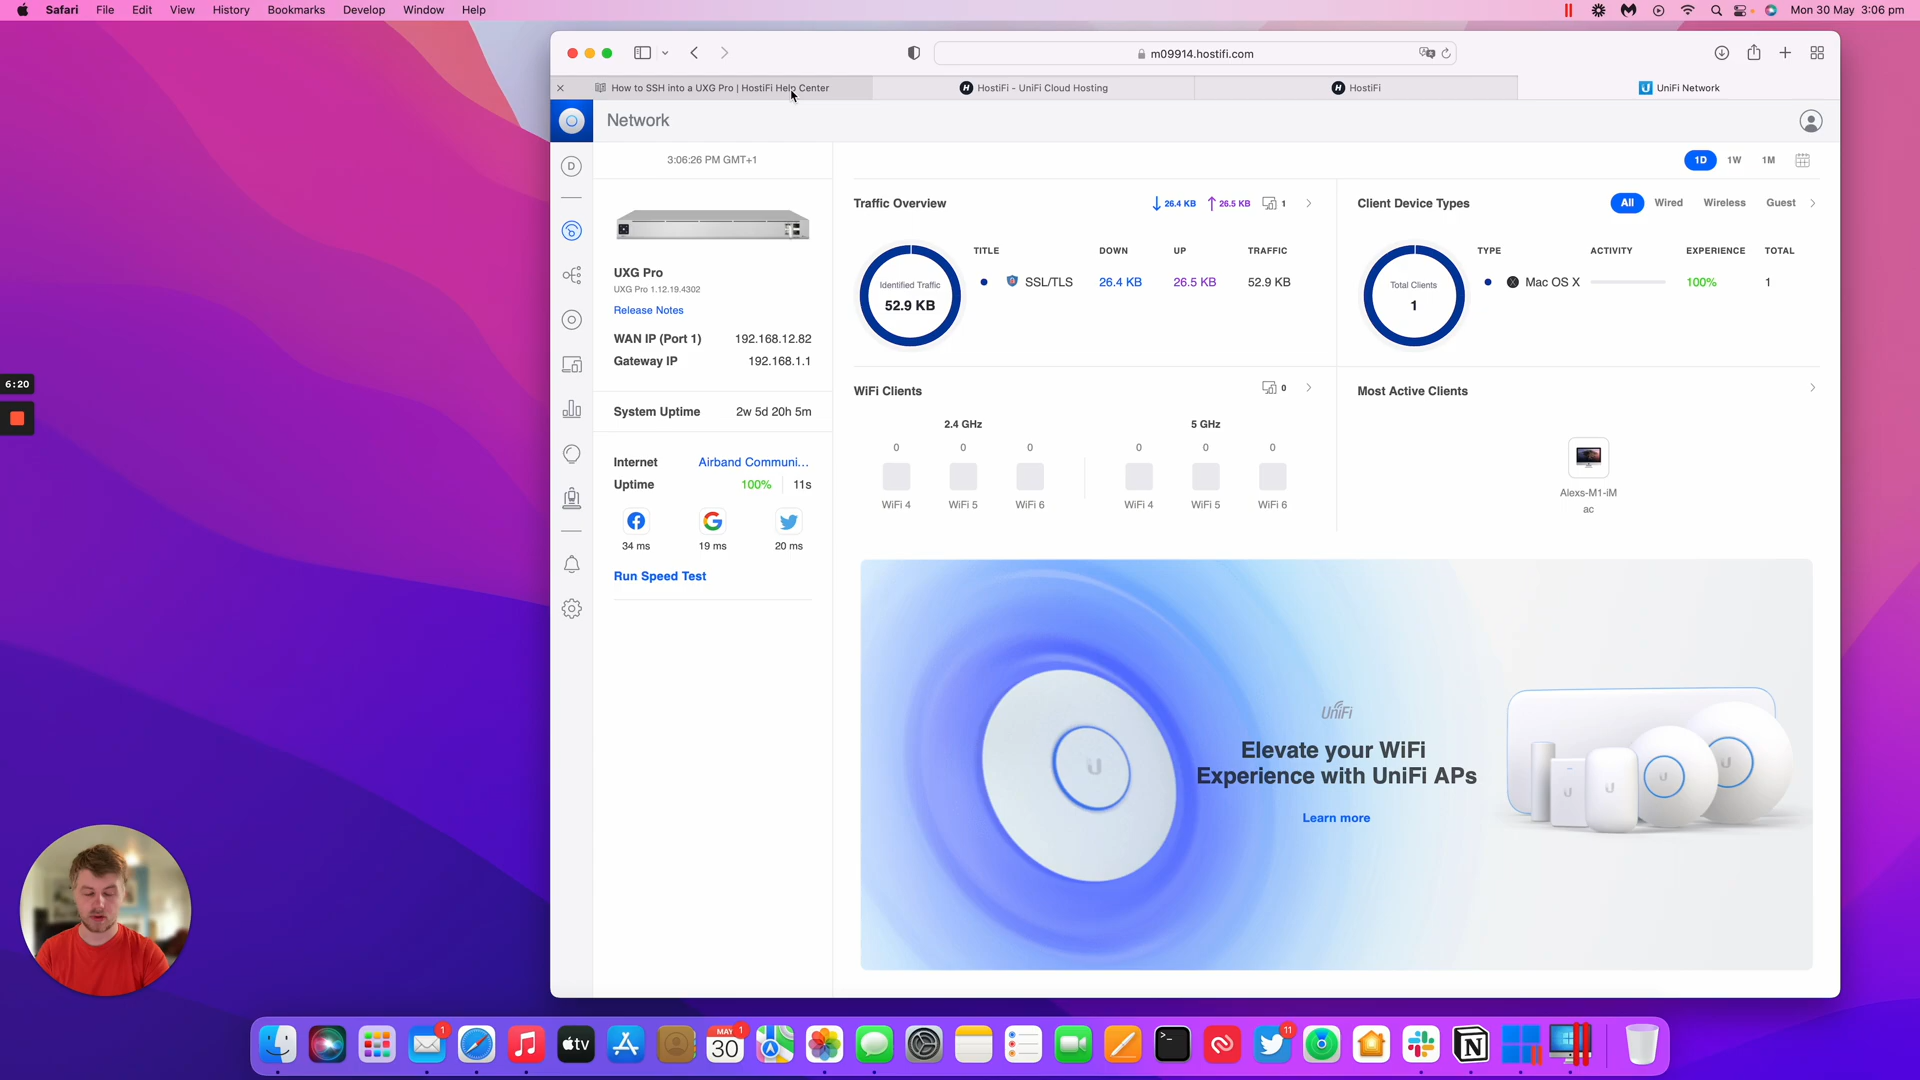 Safari File Edit View History Bookmarks Develop Window Help
Mon 30 May 3:06 pm
m09914.hostifi.com
How to SSH into a UXG Pro | HostiFi Help Center
HostiFi - UniFi Cloud Hosting
HostiFi
UniFi Network
Network
3:06:26 PM GMT+1
1D 1W 1M
D
UXG Pro
UXG Pro 1.12.19.4302
Release Notes
WAN IP (Port 1) 192.168.12.82
Gateway IP 192.168.1.1
System Uptime 2w 5d 20h 5m
Internet Airband Communi...
Uptime 100% 11s
34 ms 19 ms 20 ms
Run Speed Test
Traffic Overview 26.4 KB 26.5 KB 1
TITLE DOWN UP TRAFFIC
Identified Traffic
52.9 KB
SSL/TLS 26.4 KB 26.5 KB 52.9 KB
Client Device Types All Wired Wireless Guest
TYPE ACTIVITY EXPERIENCE TOTAL
Total Clients
1
Mac OS X 100% 1
WiFi Clients 0
2.4 GHz 5 GHz
0 0 0 0 0 0
WiFi 4 WiFi 5 WiFi 6 WiFi 4 WiFi 5 WiFi 6
Most Active Clients
Alexs-M1-iM
ac
UniFi
Elevate your WiFi
Experience with UniFi APs
Learn more
6:20
1
tv
MAY
30
1
11